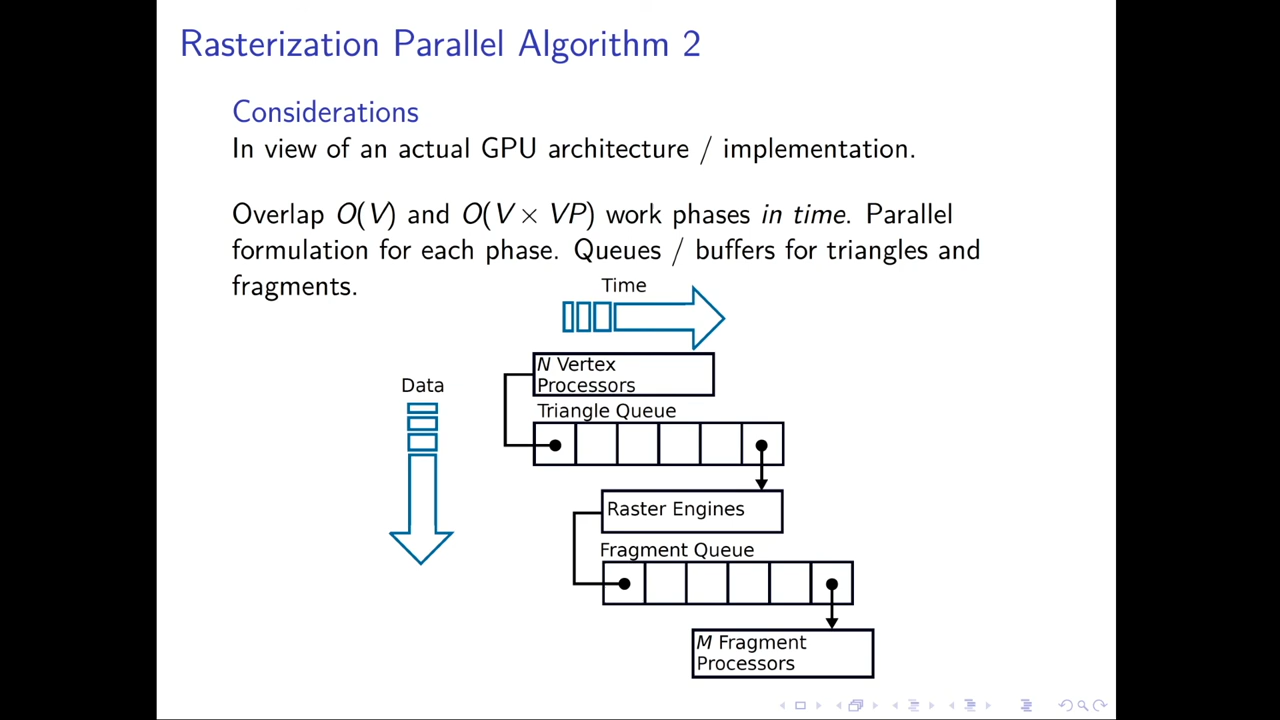 Rasterization Parallel Algorithm 2
Considerations
In view of an actual GPU architecture / implementation.
Overlap O(V) and O(V × VP) work phases in time. Parallel
formulation for each phase. Queues / buffers for triangles and
fragments.
Time
Data
N Vertex
Processors
Triangle Queue
Raster Engines
Fragment Queue
M Fragment
Processors